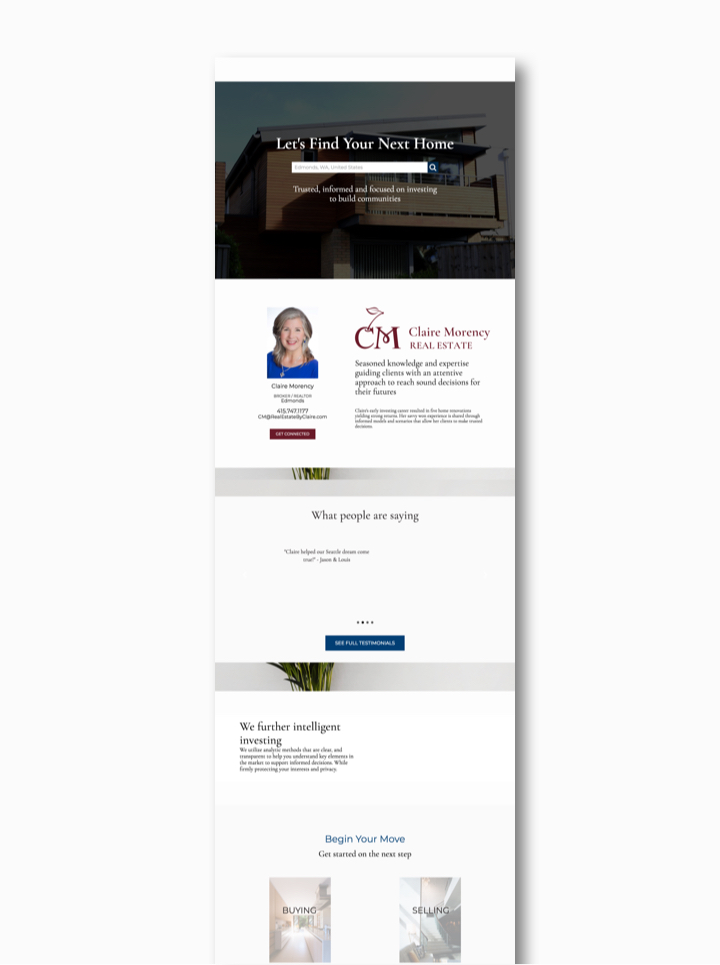 Let's Find Your Next Home
Edmonds, WA, United States
Trusted, informed and focused on investing
to build communities
CM
Claire Morency
REAL ESTATE
Claire Morency
BROKER / REALTOR
Edmonds
415.747.1177
CM@RealEstateByClaire.com
GET CONNECTED
Seasoned knowledge and expertise
guiding clients with an attentive
approach to reach sound decisions for
their futures
Claire's early investing career resulted in five home renovations
yielding strong returns. Her savvy won experience is shared through
informed models and scenarios that allow her clients to make trusted
decisions.
What people are saying
"Claire helped our Seattle dream come
true!" - Jason & Louis
SEE FULL TESTIMONIALS
We further intelligent
investing
We utilize analytic methods that are clear, and
transparent to help you understand key elements in
the market to support informed decisions. While
firmly protecting your interests and privacy.
Begin Your Move
Get started on the next step
BUYING
SELLING